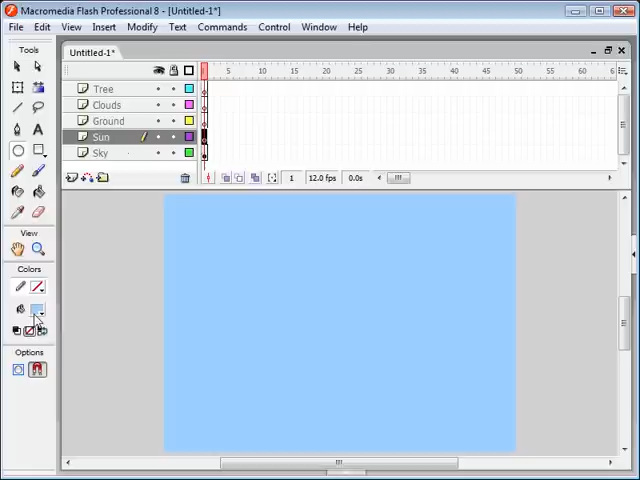 Macromedia Flash Professional 8 - [Untitled-1*]
File Edit View Insert Modify Text Commands Control Window Help
Tools
Untitled-1*
5 10 15 20 25 30 35 40 45 50 55 60 6
Tree
Clouds
Ground
Sun
Sky
1 12.0 fps 0.0s
View
Colors
Options